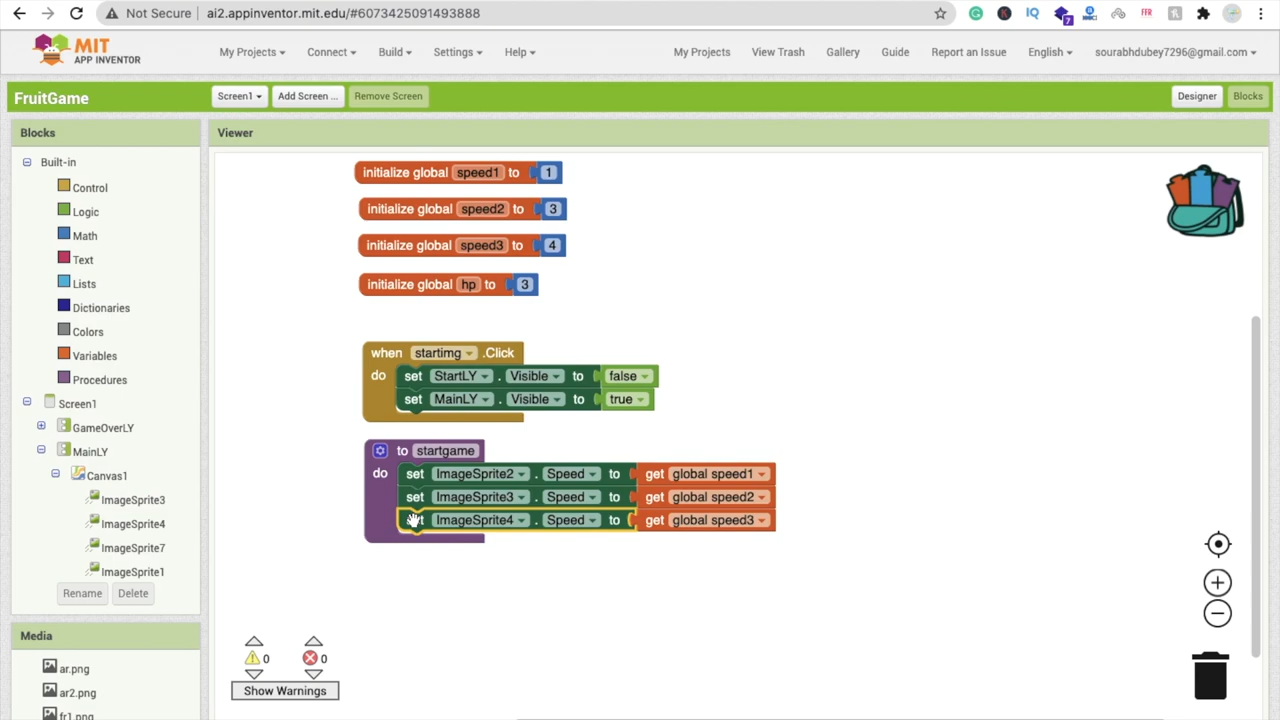 Not Secure | ai2.appinventor.mit.edu/#6073425091493888
7
IQ
FFR
MIT
APP INVENTOR
My Projects Connect Build Settings Help My Projects View Trash Gallery Guide Report an Issue English sourabhdubey7296@gmail.com
FruitGame Screen1 Add Screen ... Remove Screen Designer Blocks
Blocks
Viewer
Built-in
Control
Logic
Math
Text
Lists
Dictionaries
Colors
Variables
Procedures
Screen1
GameOverLY
MainLY
Canvas1
ImageSprite3
ImageSprite4
ImageSprite7
ImageSprite1
Rename Delete
Media
ar.png
ar2.png
fr1.png
initialize global speed1 to 1
initialize global speed2 to 3
initialize global speed3 to 4
initialize global hp to 3
when startimg .Click
do set StartLY . Visible to false
set MainLY . Visible to true
to startgame
do set ImageSprite2 . Speed to get global speed1
set ImageSprite3 . Speed to get global speed2
ImageSprite4 . Speed to get global speed3
0 0
Show Warnings